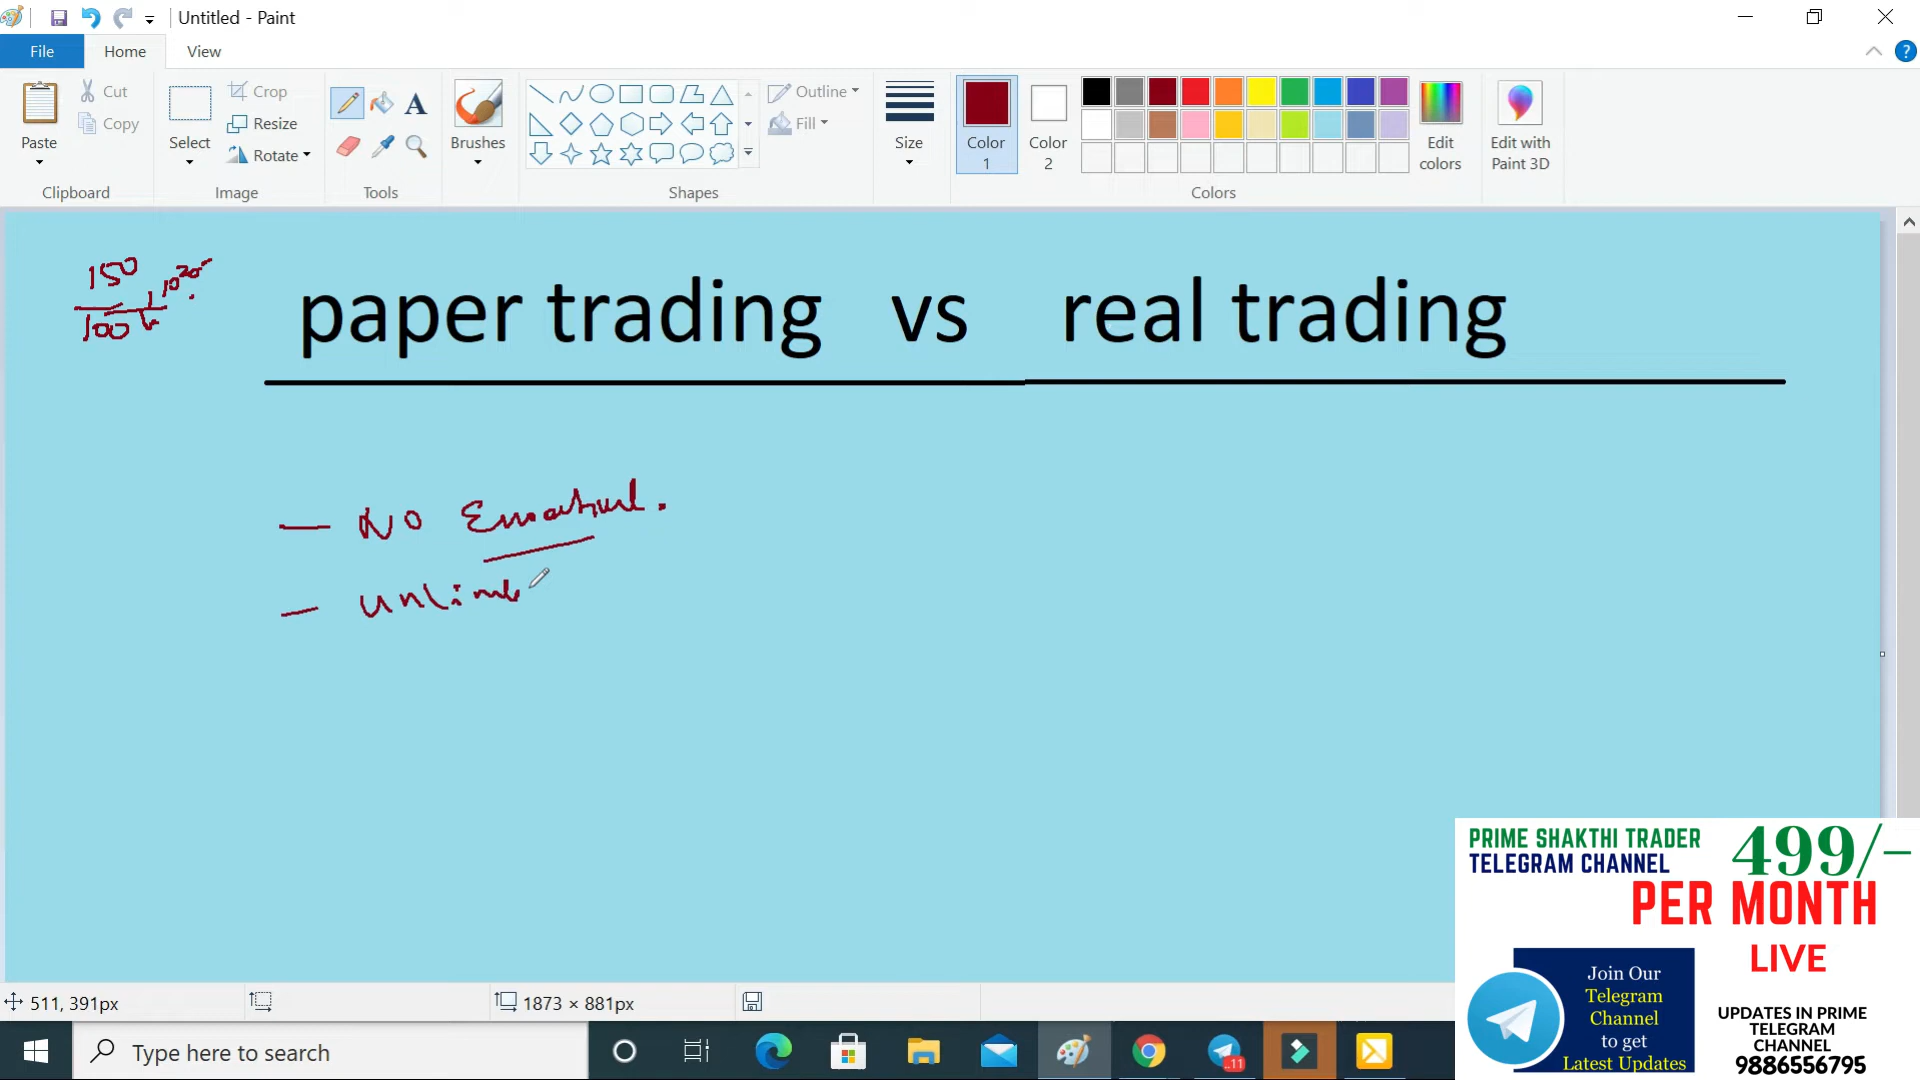 Untitled - Paint
File Home View
Paste
Cut
Copy
Clipboard
Select
Crop
Resize
Rotate
Image
Tools
Brushes
Shapes
Outline
Fill
Size
Color 1
Color 2
Edit colors
Colors
Edit with Paint 3D
150
100
paper trading vs real trading
— No Emotional.
— Unlim
PRIME SHAKTHI TRADER
TELEGRAM CHANNEL
499/-
PER MONTH
LIVE
Join Our
Telegram
Channel
to get
Latest Updates
UPDATES IN PRIME
TELEGRAM
CHANNEL
9886556795
511, 391px
1873 × 881px
Type here to search
..11